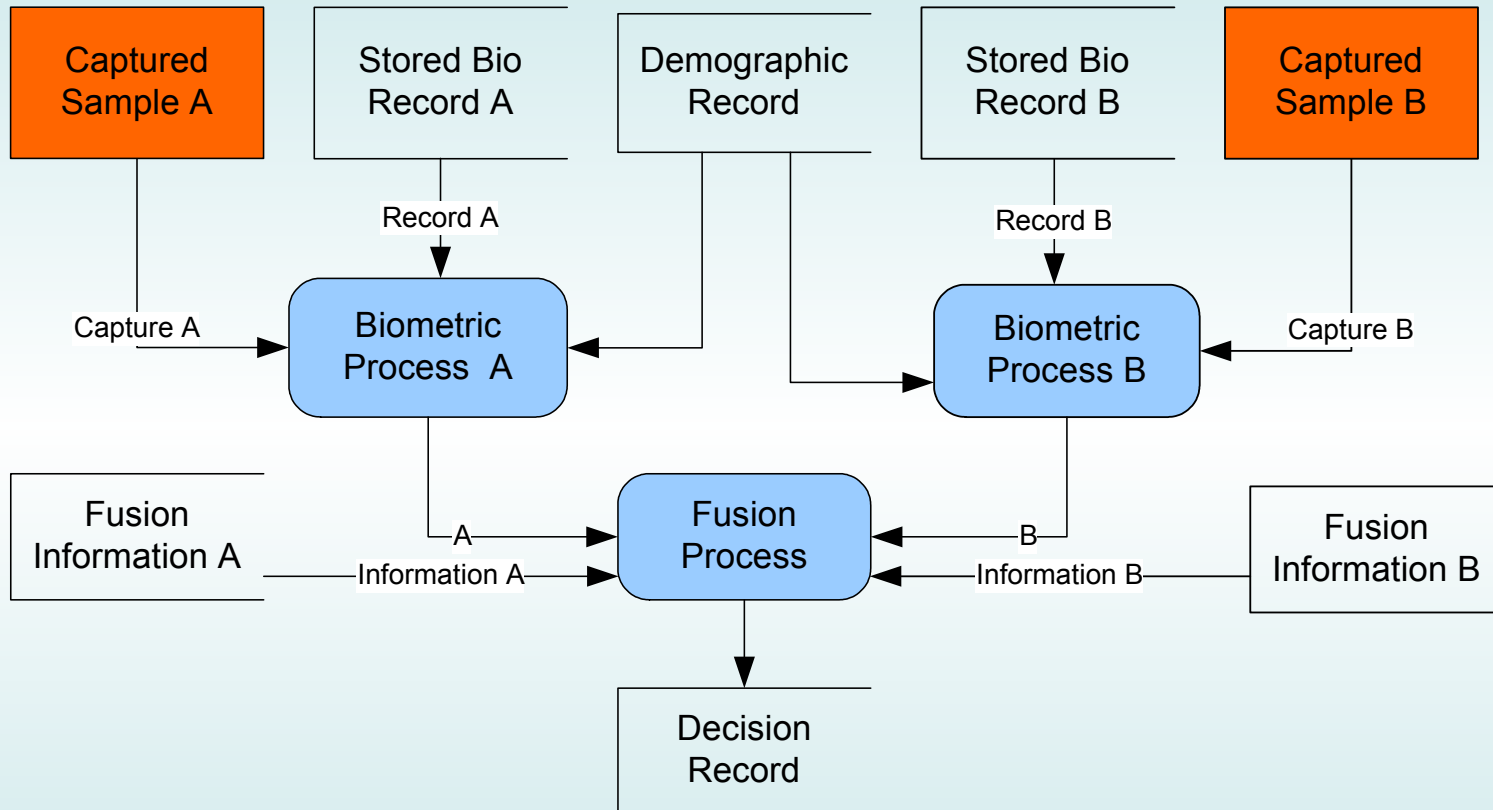 Captured
Sample A
Stored Bio
Record A
Demographic
Record
Stored Bio
Record B
Captured
Sample B
Record A
Record B
Capture A
Biometric
Process A
Biometric
Process B
Capture B
Fusion
Information A
A
Information A
Fusion
Process
B
Information B
Fusion
Information B
Decision
Record